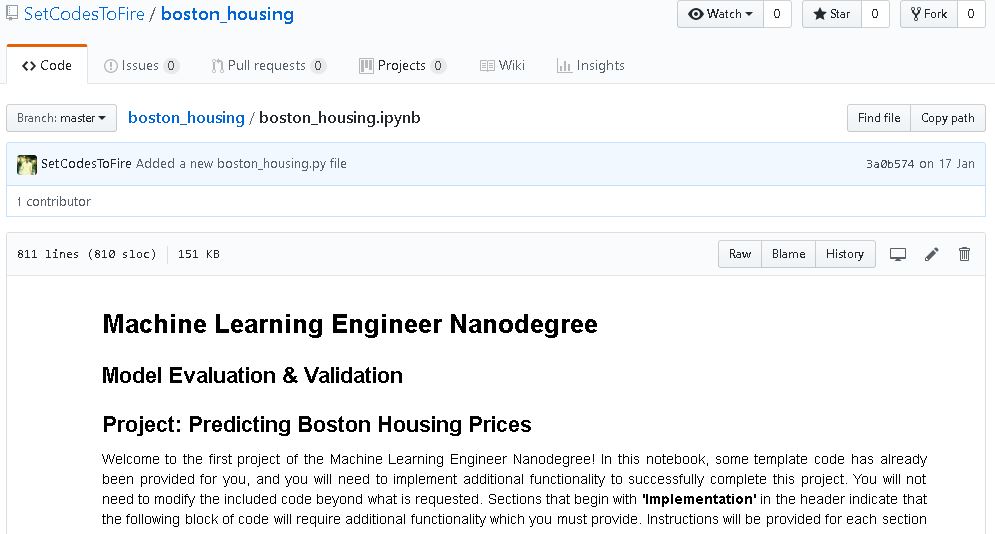 SetCodesToFire / boston_housing
Watch 0 Star 0 Fork 0
Code Issues 0 Pull requests 0 Projects 0 Wiki Insights
Branch: master boston_housing / boston_housing.ipynb Find file Copy path
SetCodesToFire Added a new boston_housing.py file 3a0b574 on 17 Jan
1 contributor
811 lines (810 sloc) 151 KB Raw Blame History
Machine Learning Engineer Nanodegree
Model Evaluation & Validation
Project: Predicting Boston Housing Prices
Welcome to the first project of the Machine Learning Engineer Nanodegree! In this notebook, some template code has already
been provided for you, and you will need to implement additional functionality to successfully complete this project. You will not
need to modify the included code beyond what is requested. Sections that begin with 'Implementation' in the header indicate that
the following block of code will require additional functionality which you must provide. Instructions will be provided for each section